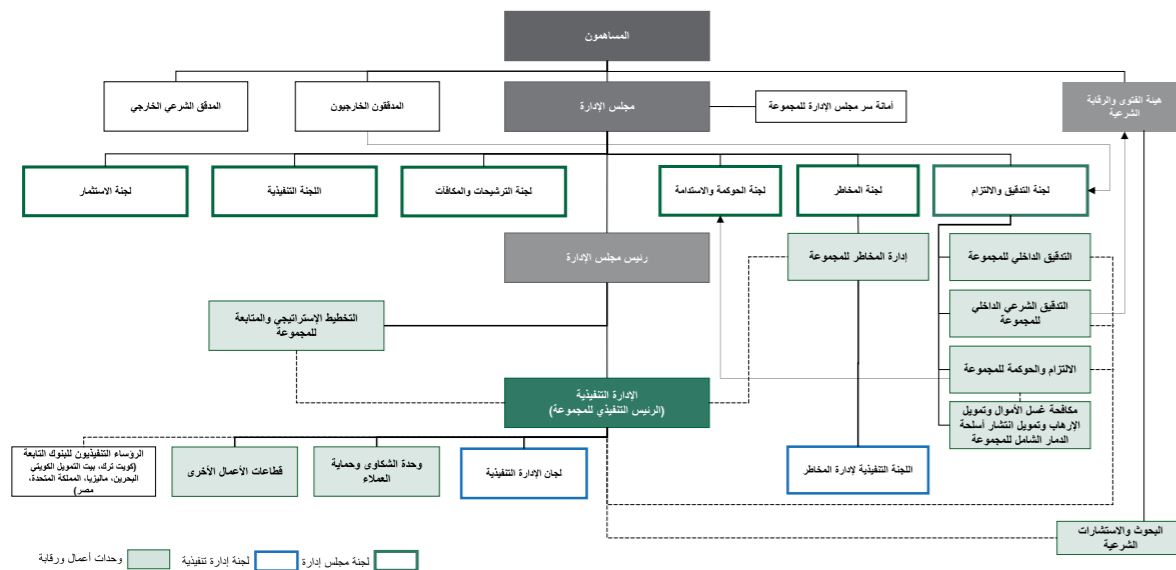 المساهمون
هيئة الفتوى والرقابة
الشرعية
أمانة سر مجلس الإدارة للمجموعة
مجلس الإدارة
المدققون الخارجيون
المدقق الشرعي الخارجي
لجنة التدقيق والالتزام
لجنة المخاطر
لجنة الحوكمة والاستدامة
لجنة الترشيحات والمكافآت
اللجنة التنفيذية
لجنة الاستثمار
التدقيق الداخلي للمجموعة
إدارة المخاطر للمجموعة
رئيس مجلس الإدارة
التدقيق الشرعي الداخلي
للمجموعة
التخطيط الإستراتيجي والمتابعة
للمجموعة
الالتزام والحوكمة للمجموعة
الإدارة التنفيذية
(الرئيس التنفيذي للمجموعة)
مكافحة غسل الأموال وتمويل
الإرهاب وتمويل انتشار أسلحة
الدمار الشامل للمجموعة
اللجنة التنفيذية لإدارة المخاطر
لجان الإدارة التنفيذية
وحدة الشكاوى وحماية
العملاء
قطاعات الأعمال الأخرى
الرؤساء التنفيذيون للبنوك التابعة
(كويت ترك، بيت التمويل الكويتي
البحرين، ماليزيا، المملكة المتحدة،
مصر)
البحوث والاستشارات
الشرعية
لجنة مجلس إدارة
لجنة إدارة تنفيذية
وحدات أعمال ورقابة